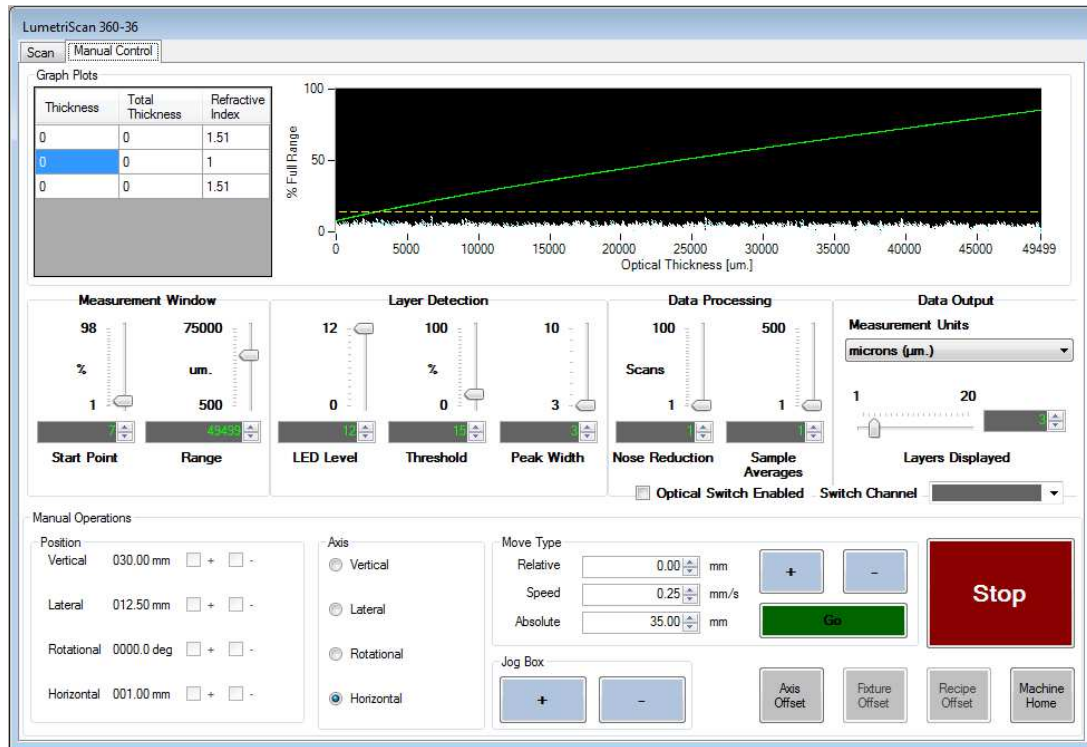 LumetriScan 360-36
Scan Manual Control
Graph Plots
Thickness Total Thickness Refractive Index
0 0 1.51
0 0 1
0 0 1.51
% Full Range
100
50
0
0 5000 10000 15000 20000 25000 30000 35000 40000 45000 49499
Optical Thickness [um.]
Measurement Window
98 75000
% um.
1 500
7 49499
Start Point Range
Layer Detection
12 100 10
%
0 0 3
12 15 3
LED Level Threshold Peak Width
Data Processing
100 500
Scans
1 1
1 1
Nose Reduction Sample Averages
Data Output
Measurement Units
microns (µm.)
1 20
3
Layers Displayed
Optical Switch Enabled Switch Channel
Manual Operations
Position
Vertical 030.00 mm + -
Lateral 012.50 mm + -
Rotational 0000.0 deg + -
Horizontal 001.00 mm + -
Axis
Vertical
Lateral
Rotational
Horizontal
Move Type
Relative 0.00 mm
Speed 0.25 mm/s
Absolute 35.00 mm
+ -
Go
Stop
Jog Box
+ -
Axis Offset
Fixture Offset
Recipe Offset
Machine Home